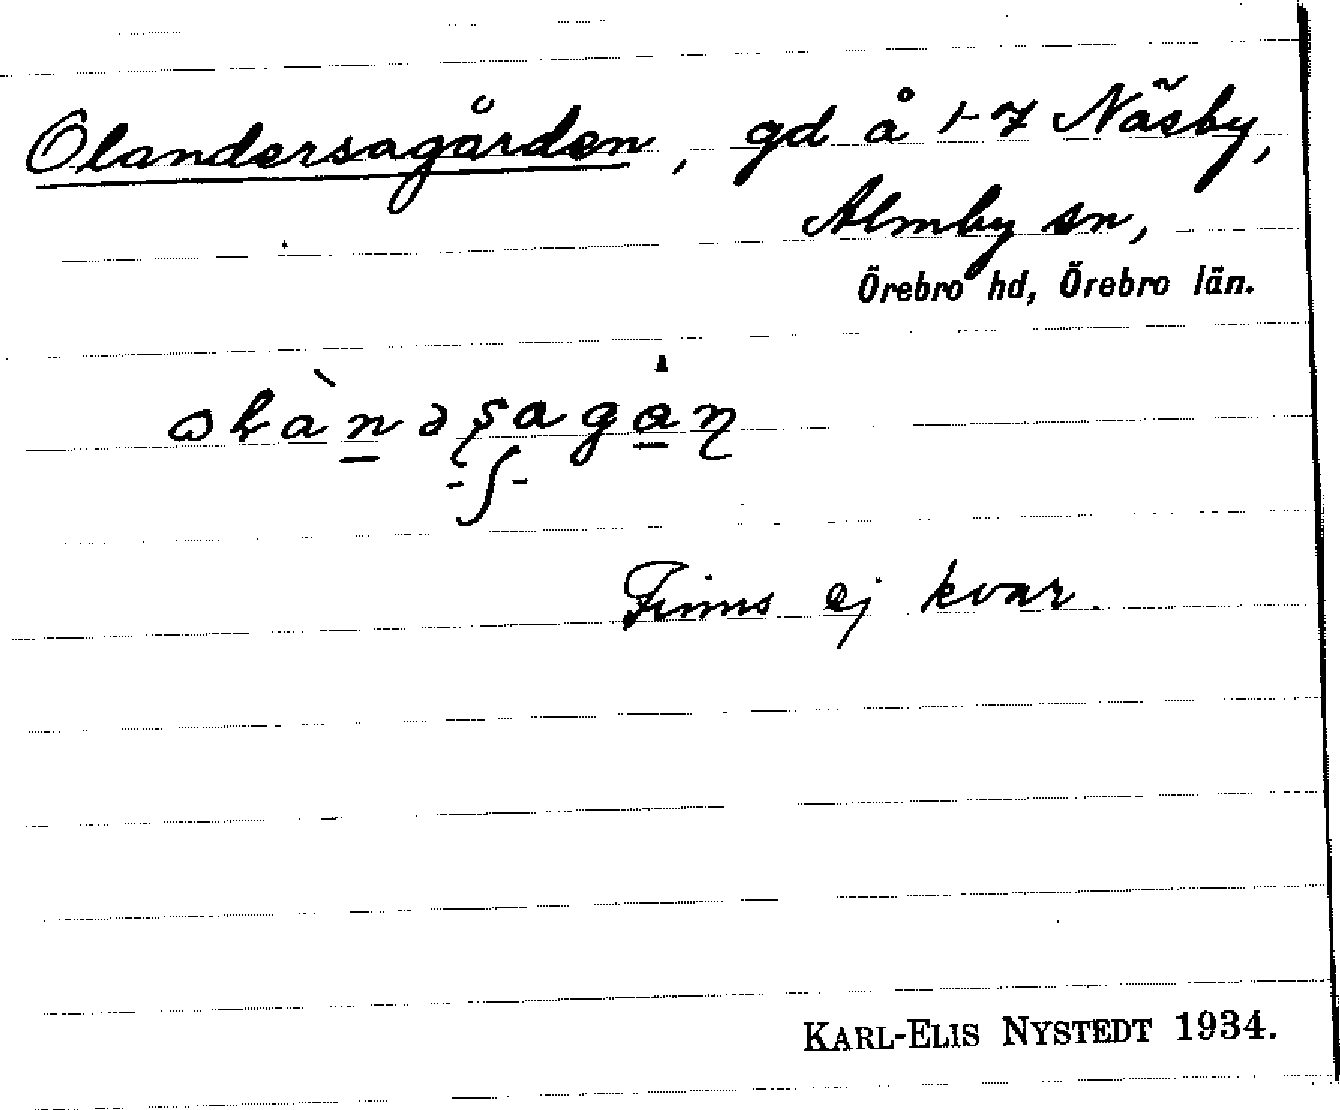 Olandersagården, gd å 1-7 Näsby,
Almby sn,
Örebro hd, Örebro län.
Finns ej kvar.
KARL-ELIS NYSTEDT 1934.